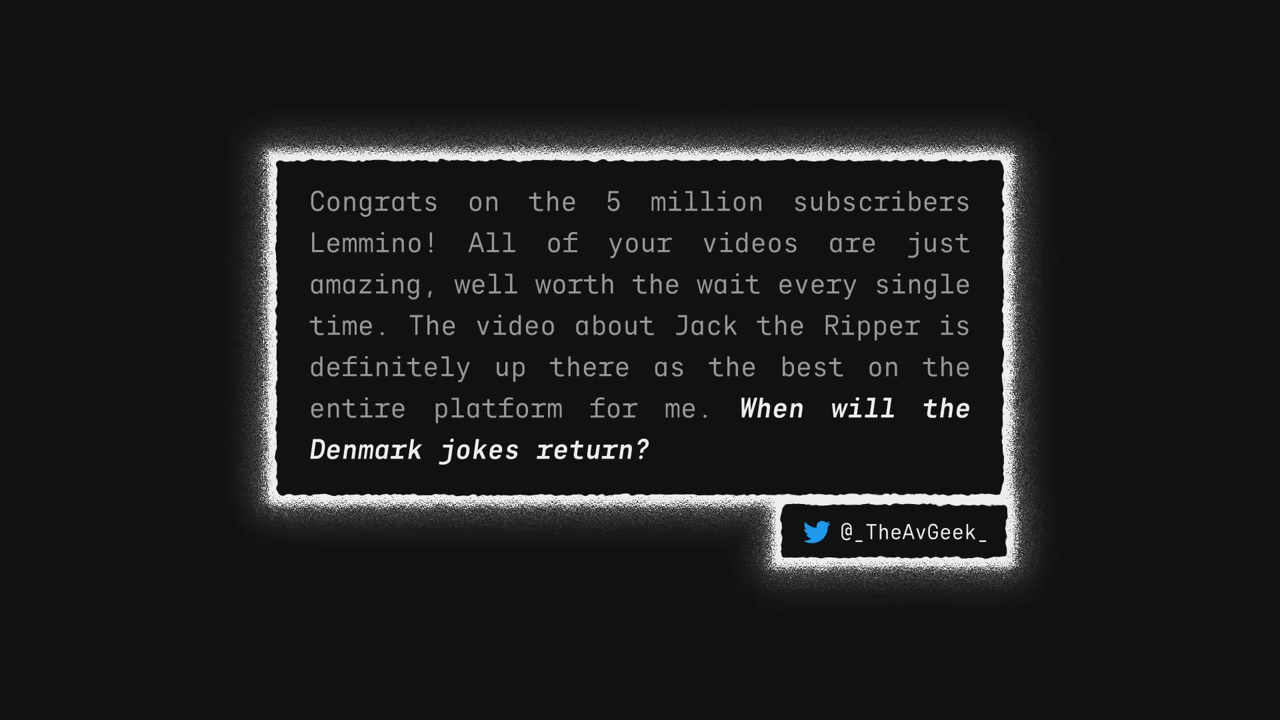 Congrats on the 5 million subscribers
Lemmino! All of your videos are just
amazing, well worth the wait every single
time. The video about Jack the Ripper is
definitely up there as the best on the
entire platform for me. When will the
Denmark jokes return?
@_TheAvGeek_